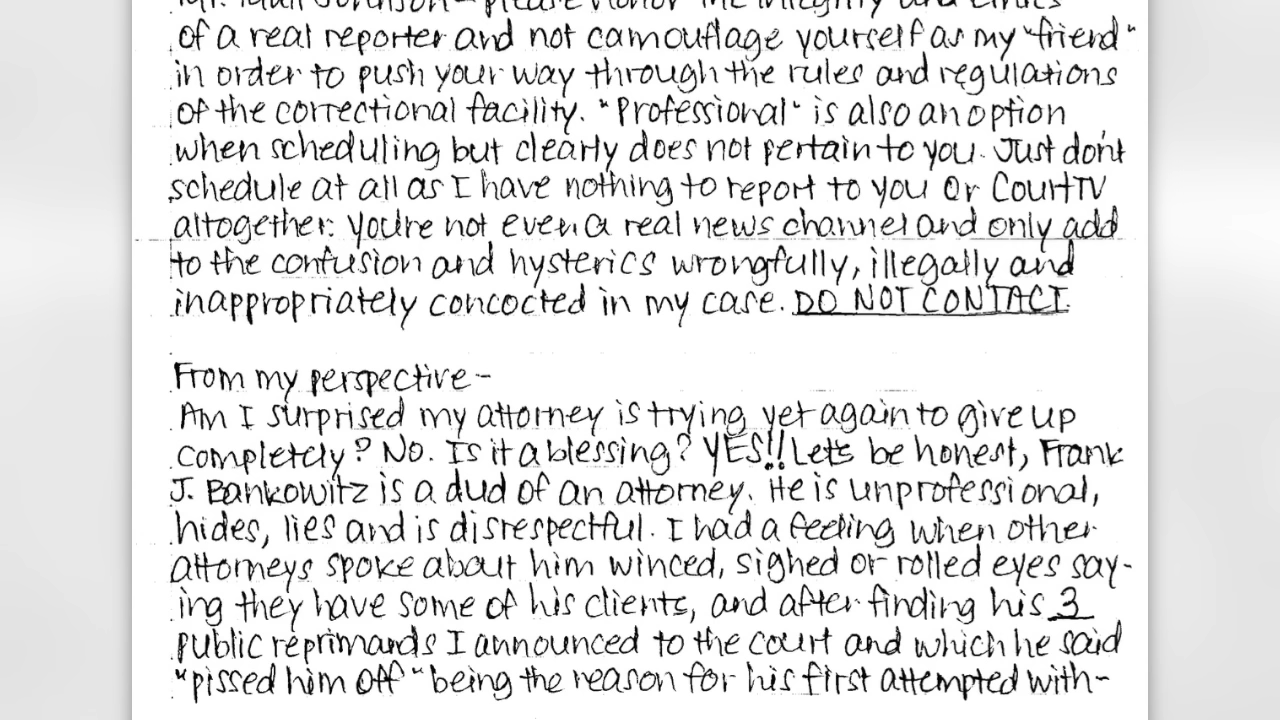 of a real reporter and not camouflage yourself as my "friend"
in order to push your way through the rules and regulations
of the correctional facility. "Professional" is also an option
when scheduling but clearly does not pertain to you. Just don't
schedule at all as I have nothing to report to you or CourtTV
altogether. You're not even a real news channel and only add
to the confusion and hysterics wrongfully, illegally and
inappropriately concocted in my case. DO NOT CONTACT.
From my perspective-
Am I surprised my attorney is trying yet again to give up
completely? No. Is it a blessing? YES!! Let's be honest, Frank
J. Bankowitz is a dud of an attorney. He is unprofessional,
hides, lies and is disrespectful. I had a feeling when other
attorneys spoke about him winced, sighed or rolled eyes say-
ing they have some of his clients, and after finding his 3
public reprimands I announced to the court and which he said
"pissed him off" being the reason for his first attempted with-